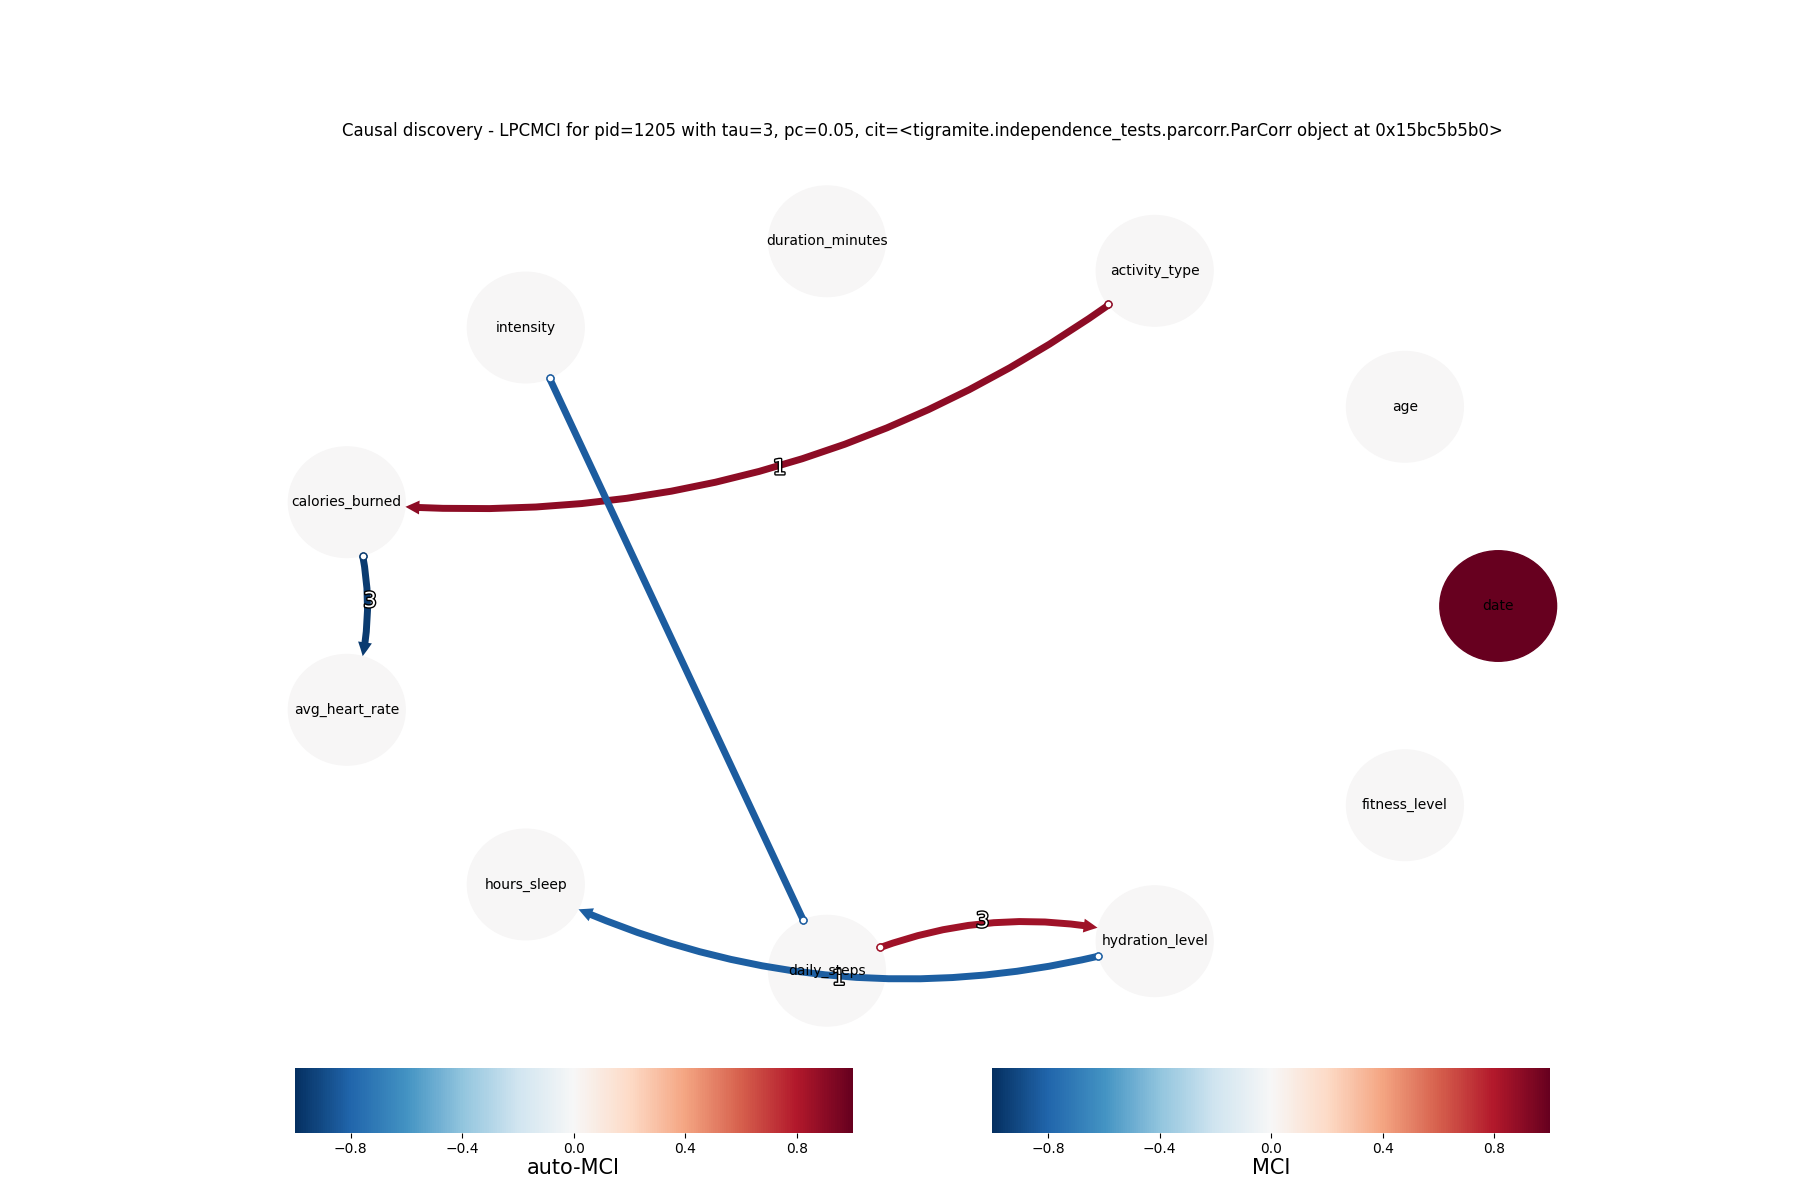 Causal discovery - LPCMCI for pid=1205 with tau=3, pc=0.05, cit=<tigramite.independence_tests.parcorr.ParCorr object at 0x15bc5b5b0>
duration_minutes
activity_type
intensity
age
1
calories_burned
3
date
avg_heart_rate
fitness_level
hours_sleep
3
hydration_level
daily_steps
1
−0.8 −0.4 0.0 0.4 0.8
auto-MCI
−0.8 −0.4 0.0 0.4 0.8
MCI